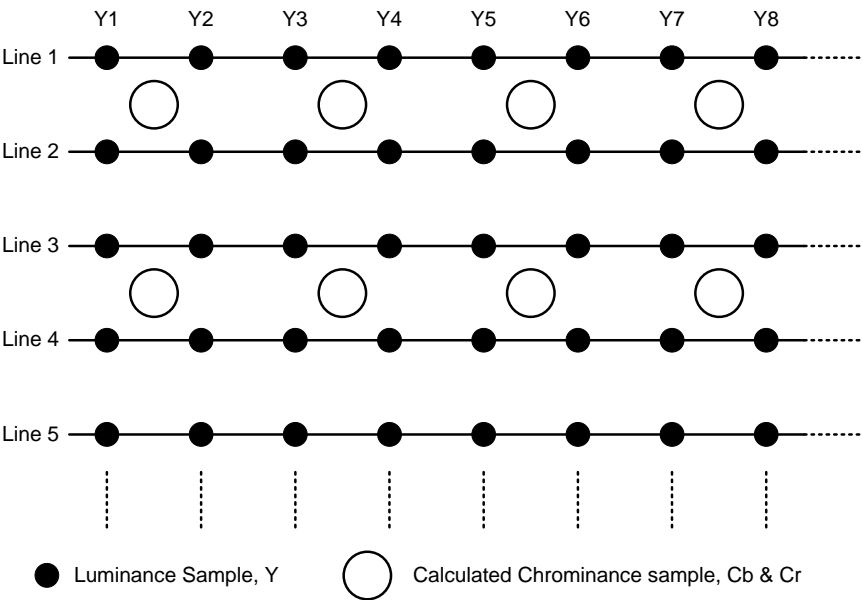 Y1 Y2 Y3 Y4 Y5 Y6 Y7 Y8
Line 1
Line 2
Line 3
Line 4
Line 5
Luminance Sample, Y
Calculated Chrominance sample, Cb & Cr